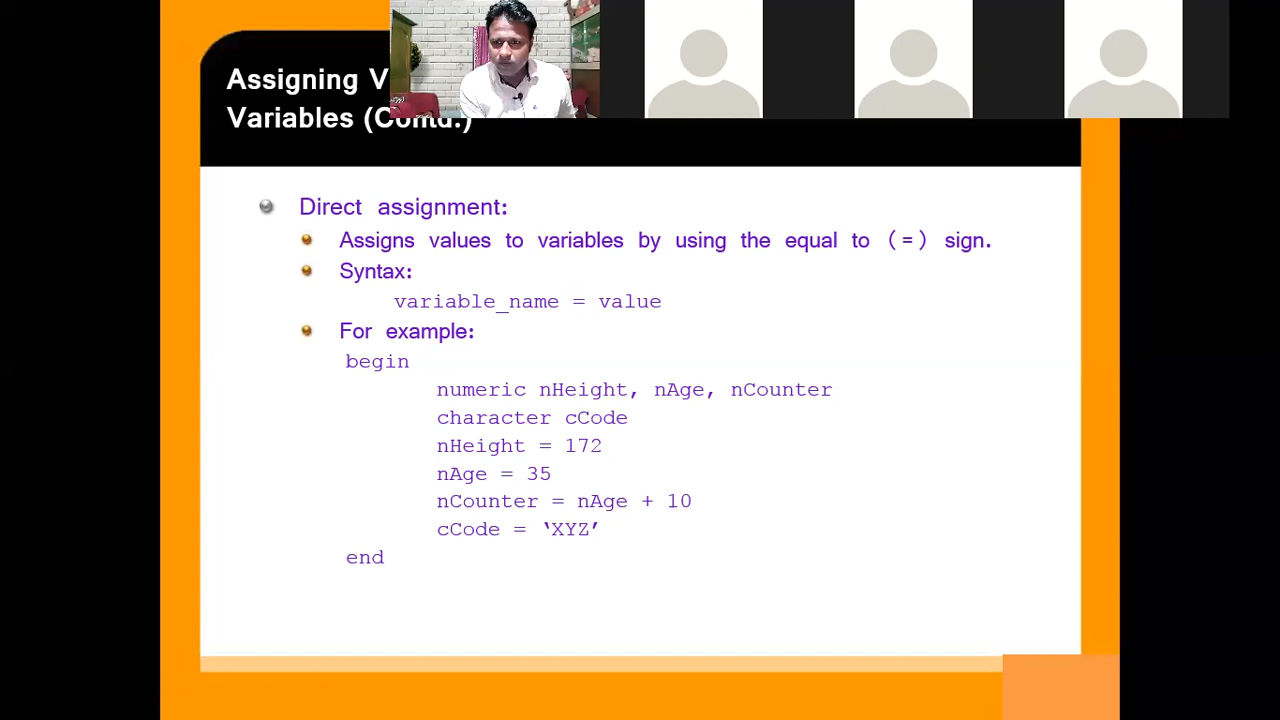 Assigning V
Variables (Contd.)
Direct assignment:
Assigns values to variables by using the equal to (=) sign.
Syntax:
variable_name = value
For example:
begin
numeric nHeight, nAge, nCounter
character cCode
nHeight = 172
nAge = 35
nCounter = nAge + 10
cCode = ‘XYZ’
end